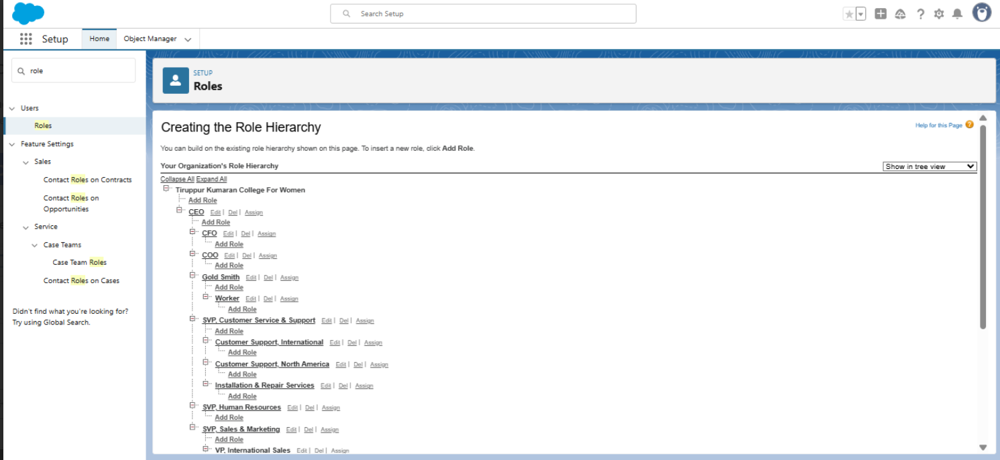 Search Setup
Setup
Home
Object Manager
role
Users
Roles
Feature Settings
Sales
Contact Roles on Contracts
Contact Roles on
Opportunities
Service
Case Teams
Case Team Roles
Contact Roles on Cases
Didn't find what you're looking for?
Try using Global Search.
SETUP
Roles
Creating the Role Hierarchy
Help for this Page ?
You can build on the existing role hierarchy shown on this page. To insert a new role, click Add Role.
Your Organization's Role Hierarchy
Show in tree view
Collapse All Expand All
Tiruppur Kumaran College For Women
Add Role
CEO Edit | Del | Assign
Add Role
CFO Edit | Del | Assign
Add Role
COO Edit | Del | Assign
Add Role
Gold Smith Edit | Del | Assign
Add Role
Worker Edit | Del | Assign
Add Role
SVP, Customer Service & Support Edit | Del | Assign
Add Role
Customer Support, International Edit | Del | Assign
Add Role
Customer Support, North America Edit | Del | Assign
Add Role
Installation & Repair Services Edit | Del | Assign
Add Role
SVP, Human Resources Edit | Del | Assign
Add Role
SVP, Sales & Marketing Edit | Del | Assign
Add Role
VP, International Sales Edit | Del | Assign